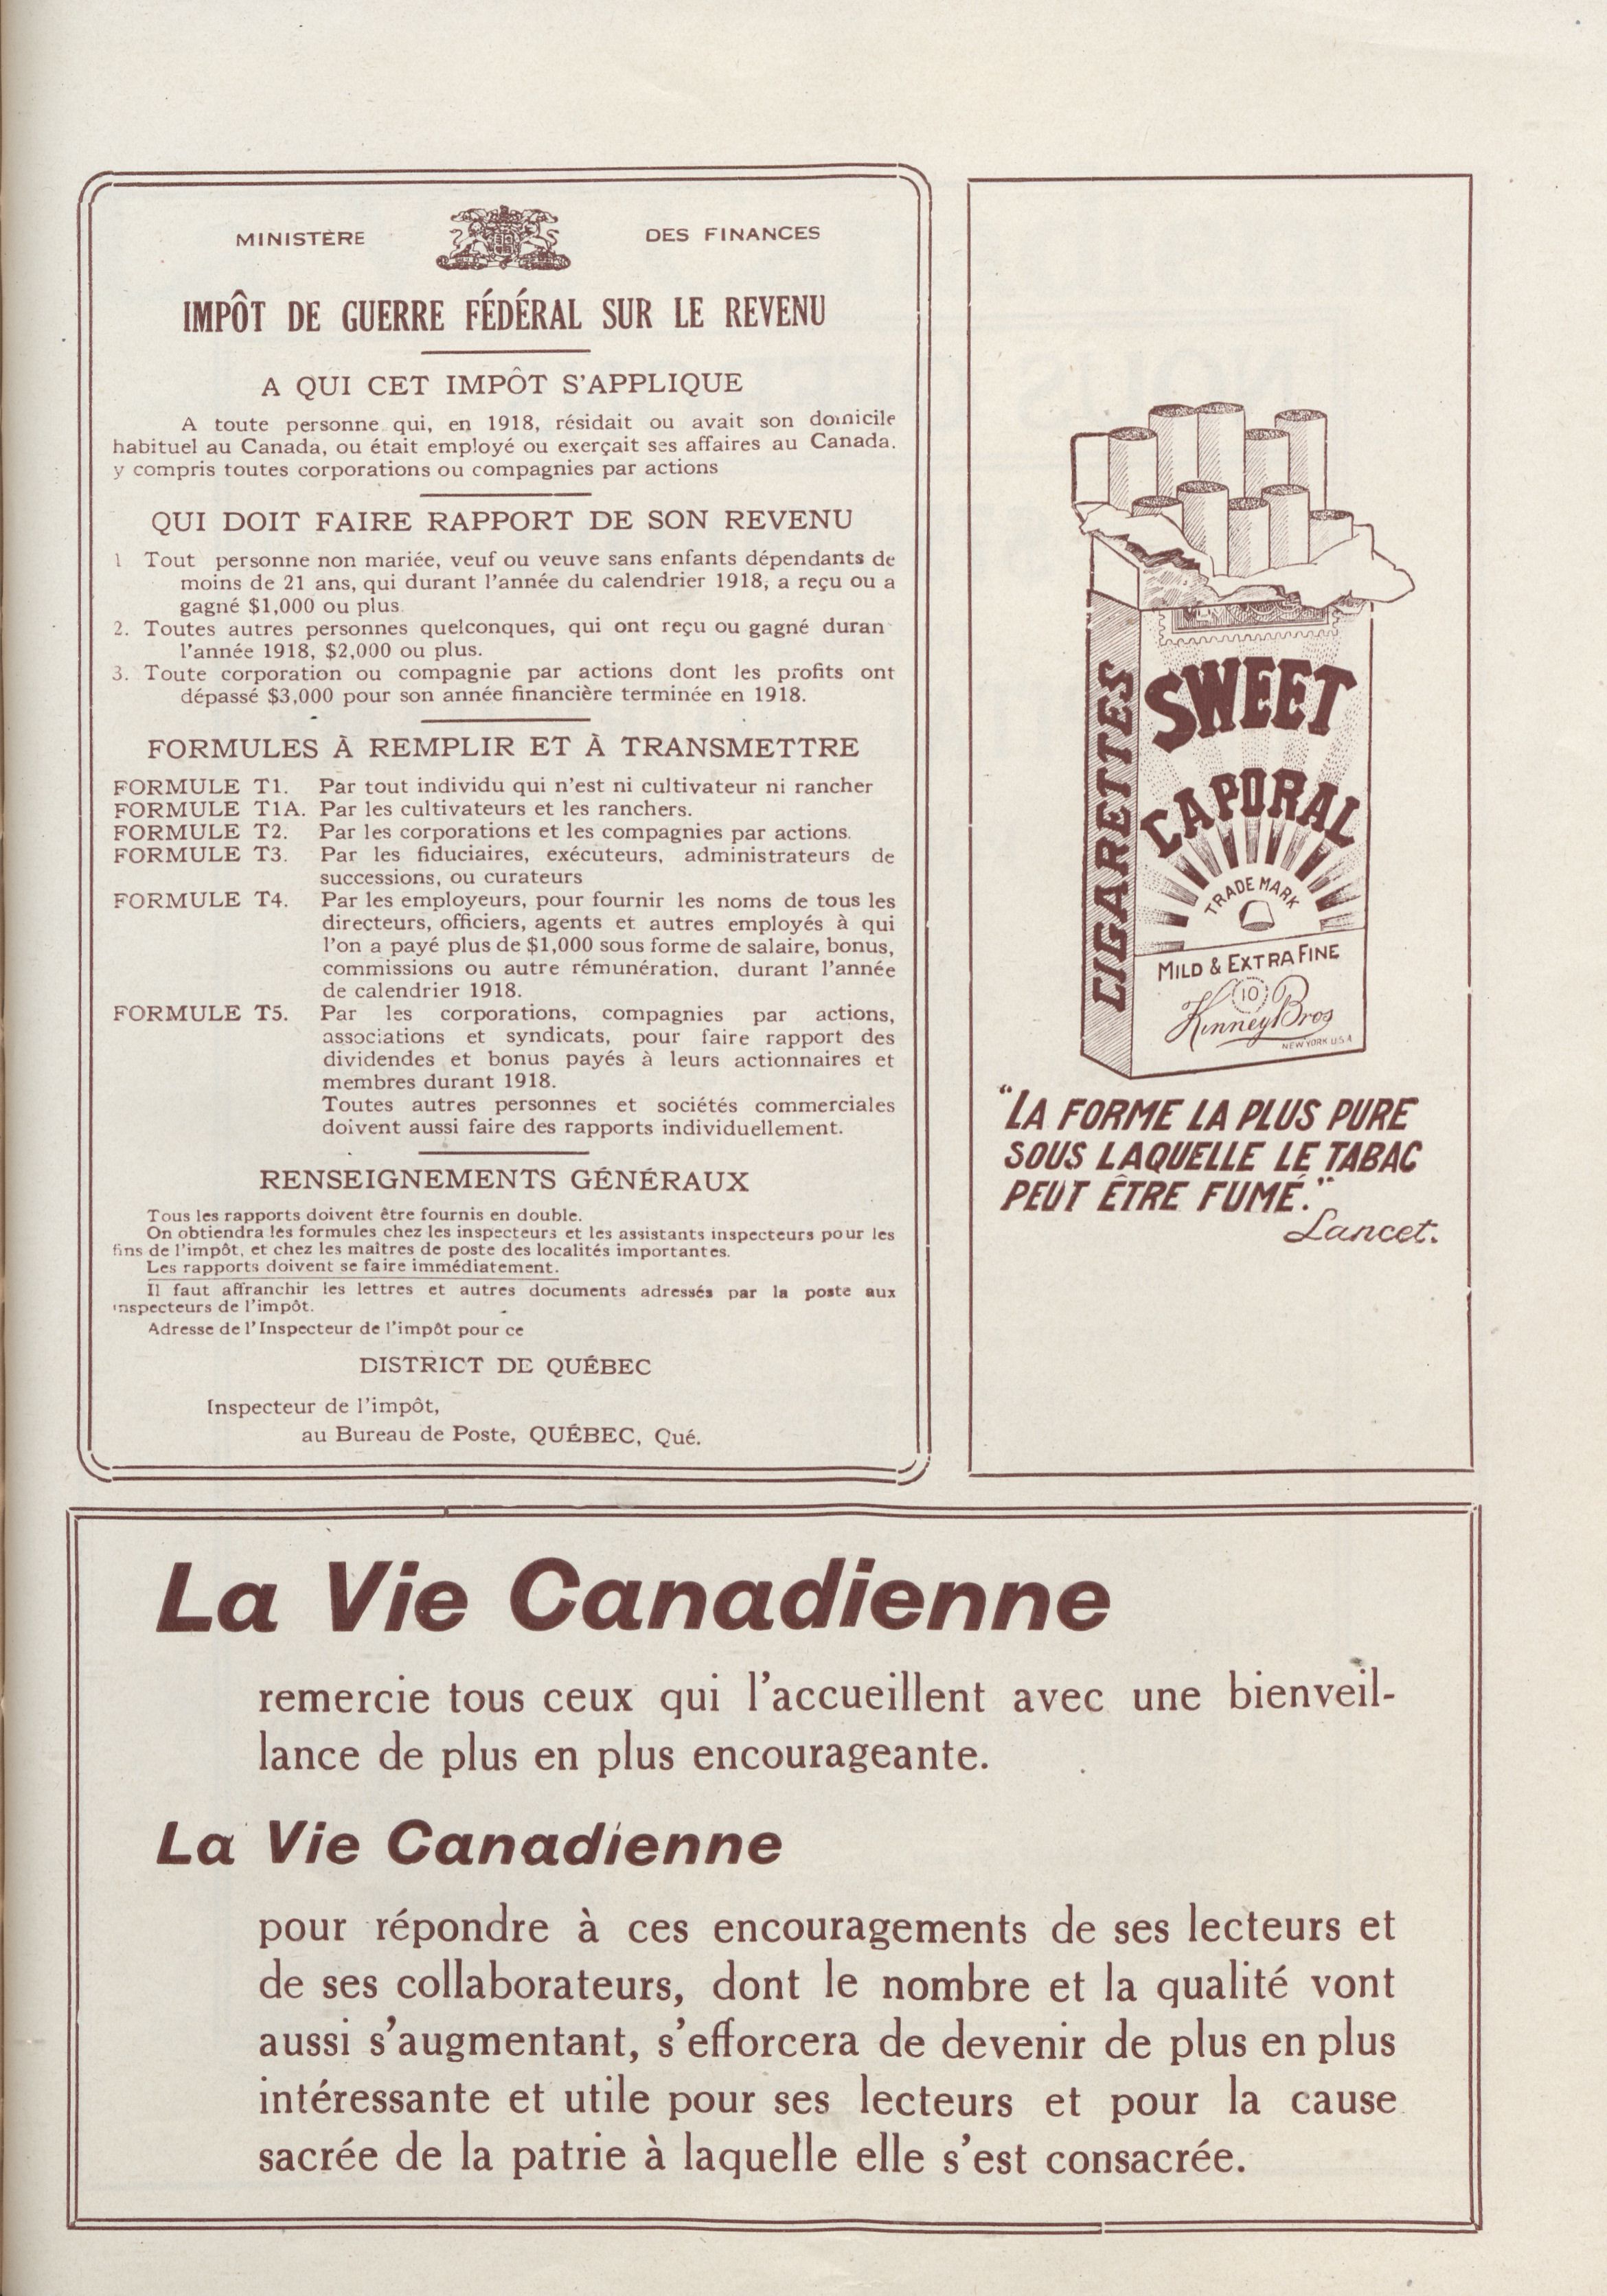 MINISTÈRE DES FINANCES
IMPÔT DE GUERRE FÉDÉRAL SUR LE REVENU
A QUI CET IMPÔT S'APPLIQUE
A toute personne qui, en 1918, résidait ou avait son domicile
habituel au Canada, ou était employé ou exerçait ses affaires au Canada.
y compris toutes corporations ou compagnies par actions
QUI DOIT FAIRE RAPPORT DE SON REVENU
1 Tout personne non mariée, veuf ou veuve sans enfants dépendants de
moins de 21 ans, qui durant l'année du calendrier 1918, a reçu ou a
gagné $1,000 ou plus.
2. Toutes autres personnes quelconques, qui ont reçu ou gagné duran
l'année 1918, $2,000 ou plus.
3. Toute corporation ou compagnie par actions dont les profits ont
dépassé $3,000 pour son année financière terminée en 1918.
FORMULES À REMPLIR ET À TRANSMETTRE
FORMULE T1. Par tout individu qui n'est ni cultivateur ni rancher
FORMULE T1A. Par les cultivateurs et les ranchers.
FORMULE T2. Par les corporations et les compagnies par actions.
FORMULE T3. Par les fiduciaires, exécuteurs, administrateurs de
successions, ou curateurs
FORMULE T4. Par les employeurs, pour fournir les noms de tous les
directeurs, officiers, agents et autres employés à qui
l'on a payé plus de $1,000 sous forme de salaire, bonus,
commissions ou autre rémunération, durant l'année
de calendrier 1918.
FORMULE T5. Par les corporations, compagnies par actions,
associations et syndicats, pour faire rapport des
dividendes et bonus payés à leurs actionnaires et
membres durant 1918.
Toutes autres personnes et sociétés commerciales
doivent aussi faire des rapports individuellement.
RENSEIGNEMENTS GÉNÉRAUX
Tous les rapports doivent être fournis en double.
On obtiendra les formules chez les inspecteurs et les assistants inspecteurs pour les
fins de l'impôt, et chez les maîtres de poste des localités importantes.
Les rapports doivent se faire immédiatement.
Il faut affranchir les lettres et autres documents adressés par la poste aux
inspecteurs de l'impôt.
Adresse de l'Inspecteur de l'impôt pour ce
DISTRICT DE QUÉBEC
Inspecteur de l'impôt,
au Bureau de Poste, QUÉBEC, Qué.
CIGARETTES
SWEET
CAPORAL
TRADE MARK
MILD & EXTRA FINE
10
Kinney Bros
NEW YORK U.S.A.
"LA FORME LA PLUS PURE
SOUS LAQUELLE LE TABAC
PEUT ÊTRE FUMÉ."
Lancet.
La Vie Canadienne
remercie tous ceux qui l'accueillent avec une bienveil-
lance de plus en plus encourageante.
La Vie Canadienne
pour répondre à ces encouragements de ses lecteurs et
de ses collaborateurs, dont le nombre et la qualité vont
aussi s'augmentant, s'efforcera de devenir de plus en plus
intéressante et utile pour ses lecteurs et pour la cause
sacrée de la patrie à laquelle elle s'est consacrée.